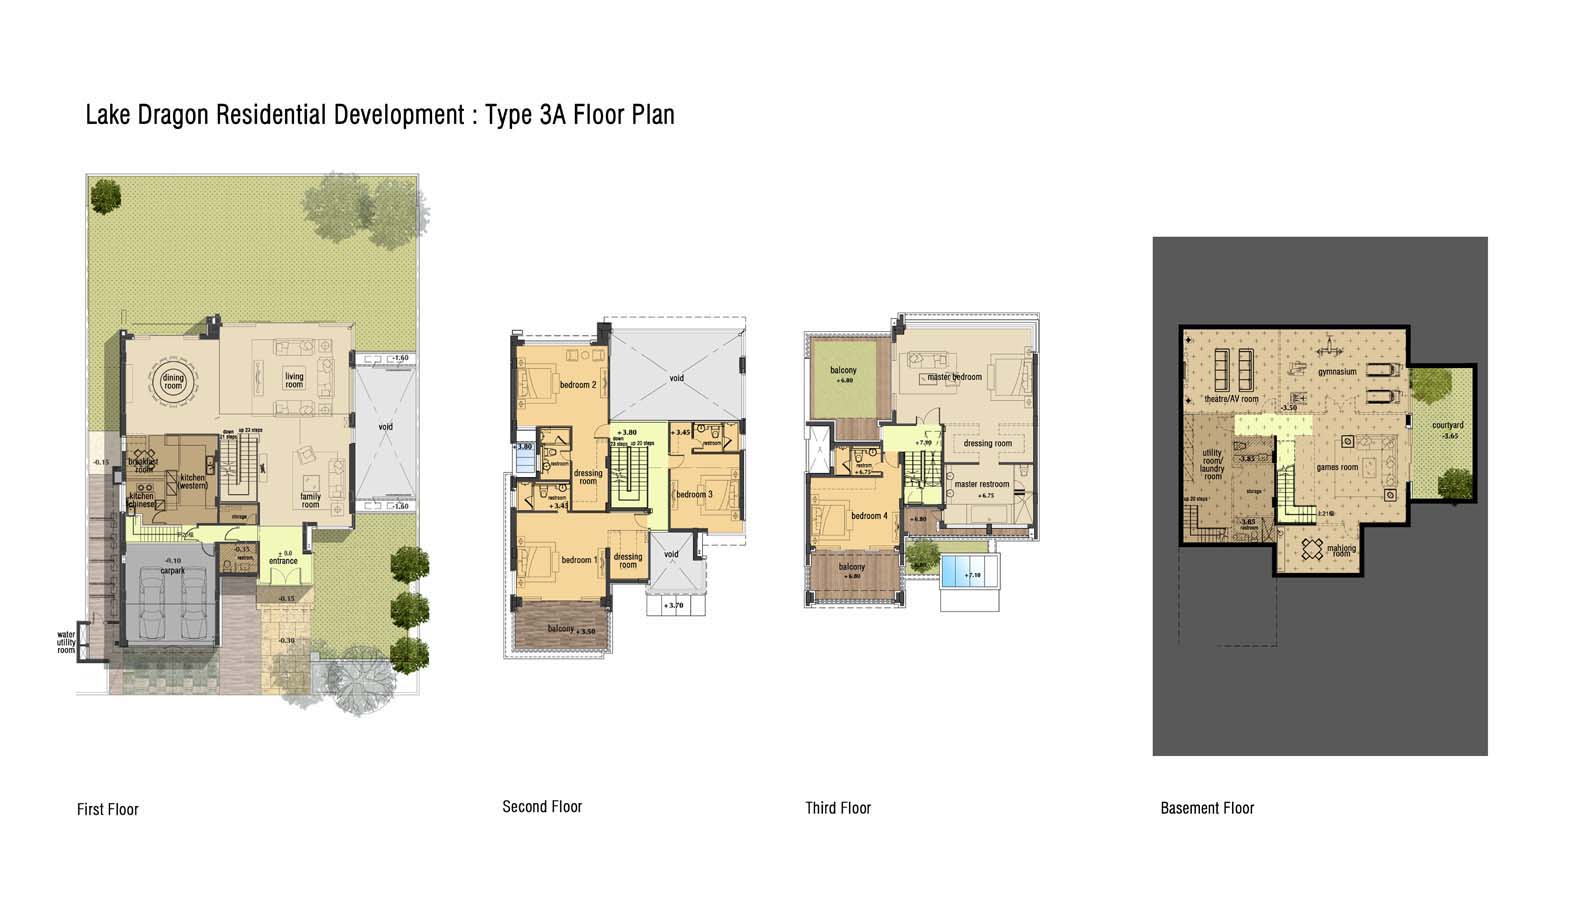 Lake Dragon Residential Development : Type 3A Floor Plan
dining
room
living
room
-1.60
void
down
21 steps
up 23 steps
-0.15
breakfast
room
kitchen
(western)
kitchen
(chinese)
family
room
-1.60
storage
-0.35
restrom
± 0.0
entrance
-0.10
carpark
-0.15
-0.30
water
utility
room
First Floor
bedroom 2
void
+3.80
down
23 steps
up 20 steps
+3.45
restroom
+3.80
restroom
dressing
room
bedroom 3
restroom
+3.45
bedroom 1
dressing
room
void
+3.70
balcony
+3.50
Second Floor
balcony
+6.80
master bedroom
+7.10
dressing room
restrom
+6.75
master restroom
+6.75
bedroom 4
+6.80
balcony
+6.80
+7.10
Third Floor
gymnasium
theatre/AV room
-3.50
courtyard
-3.65
utility
room/
laundry
room
-3.85
games room
storage
up 20 steps
-3.85
restroom
mahjong
room
Basement Floor